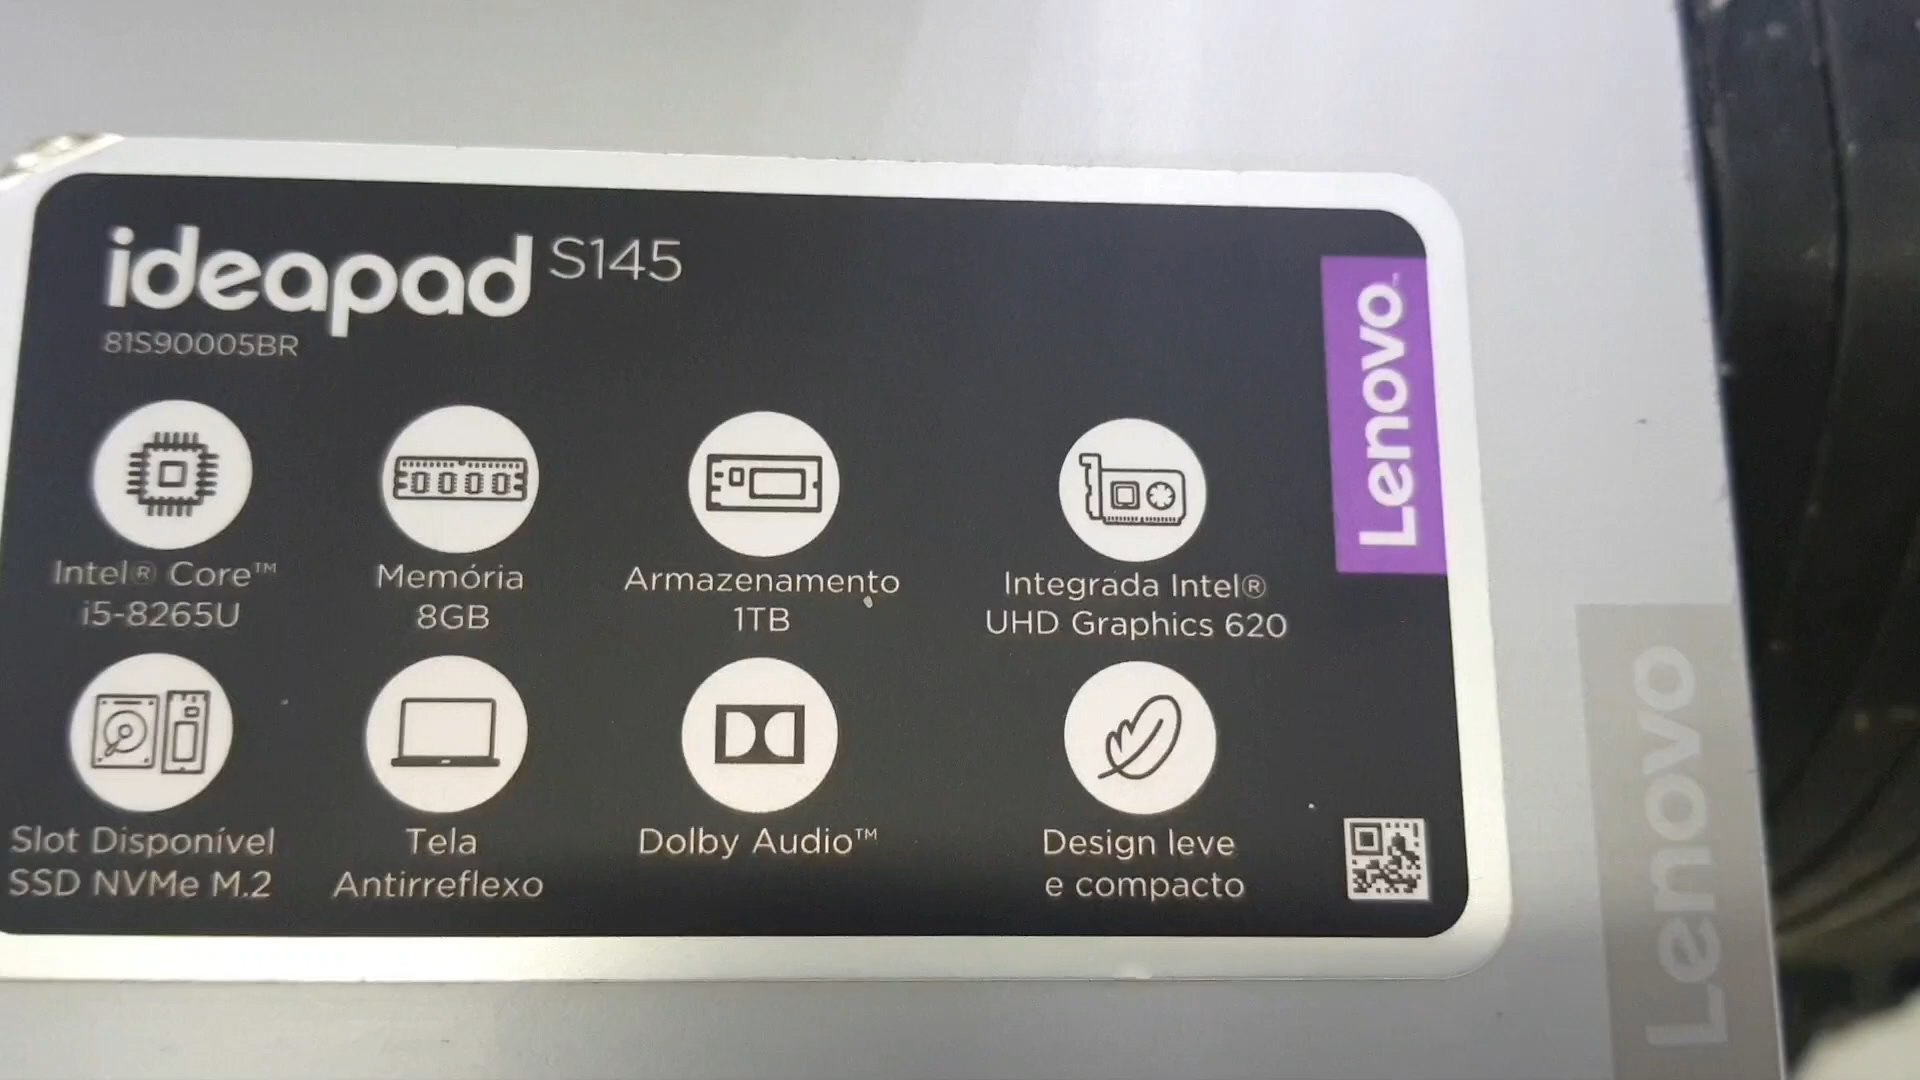 ideapad S145
81S90005BR
Lenovo™
Intel® Core™
i5-8265U
Memória
8GB
Armazenamento
1TB
Integrada Intel®
UHD Graphics 620
Slot Disponível
SSD NVMe M.2
Tela
Antirreflexo
Dolby Audio™
Design leve
e compacto
Lenovo